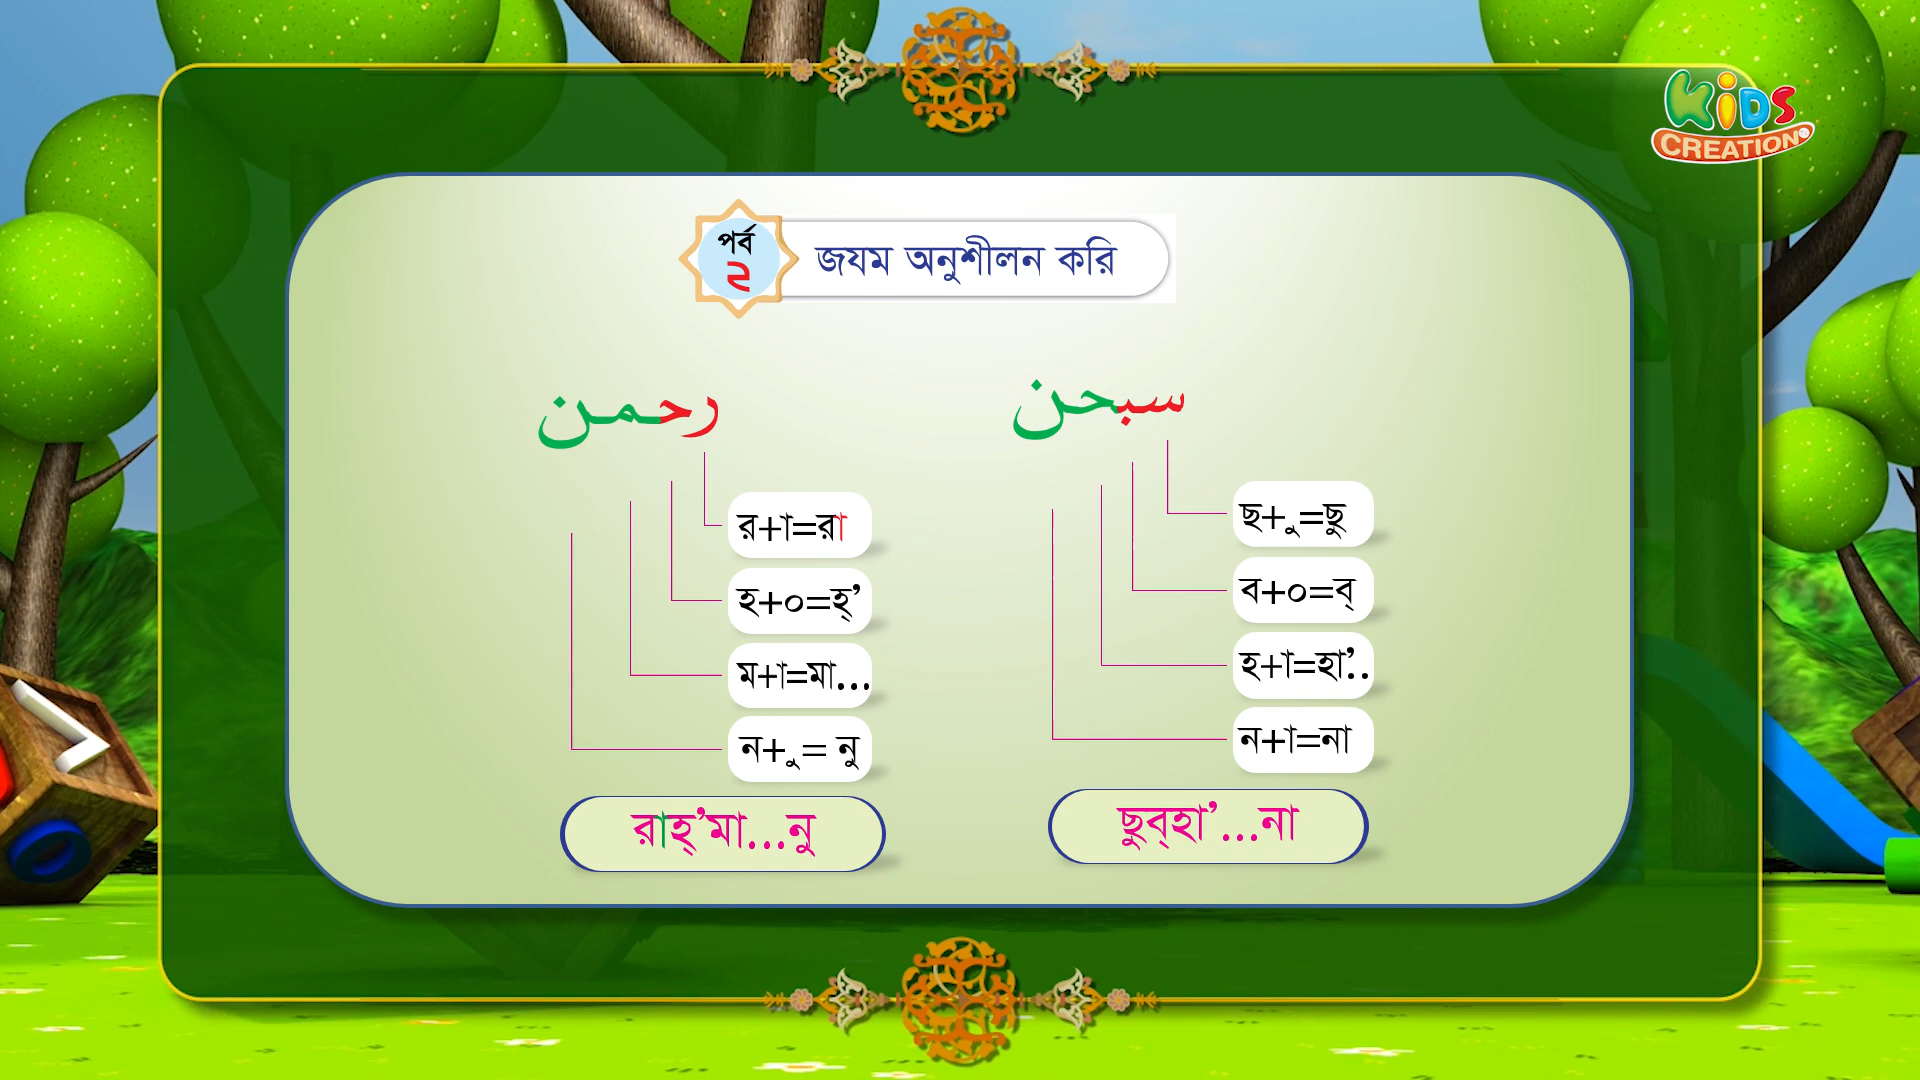 KiDS
CREATION
পর্ব
২
জযম অনুশীলন করি
سبحن
ছ+ ু=ছু
ব+০=ব্
হ+া=হা’..
ন+া=না
ছুব্‌হা’...না
رحمن
র+া=রা
হ+০=হ্’
ম+া=মা...
ন+ ু= নু
রাহ্’মা...নু